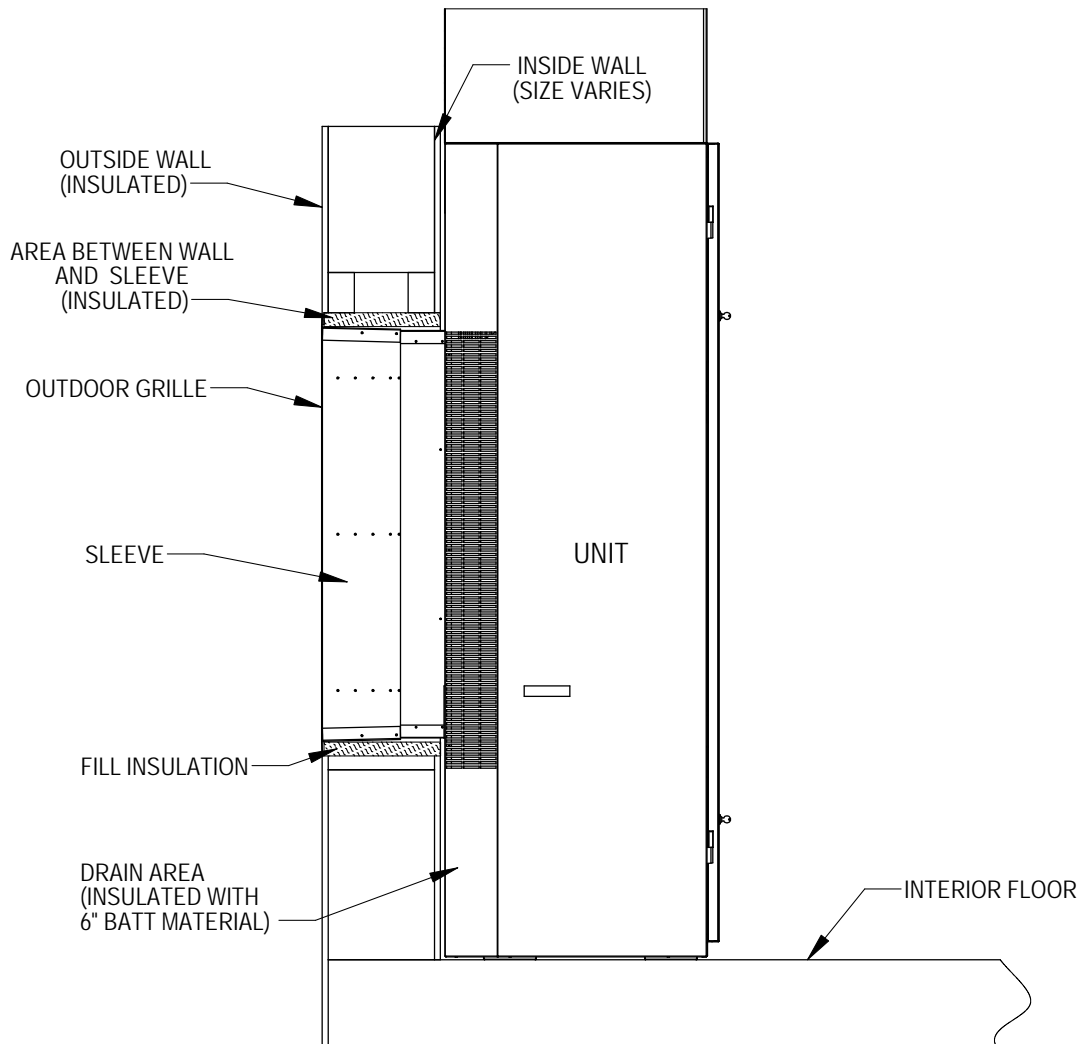 INSIDE WALL
(SIZE VARIES)
OUTSIDE WALL
(INSULATED)
AREA BETWEEN WALL
AND SLEEVE
(INSULATED)
OUTDOOR GRILLE
SLEEVE
UNIT
FILL INSULATION
DRAIN AREA
(INSULATED WITH
6" BATT MATERIAL)
INTERIOR FLOOR